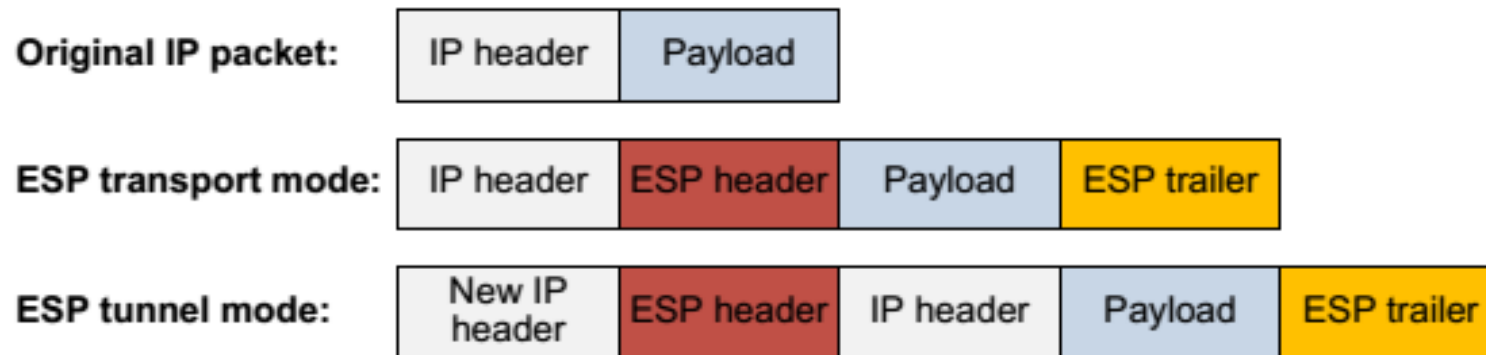 Original IP packet: IP header Payload
ESP transport mode: IP header ESP header Payload ESP trailer
ESP tunnel mode: New IP header ESP header IP header Payload ESP trailer